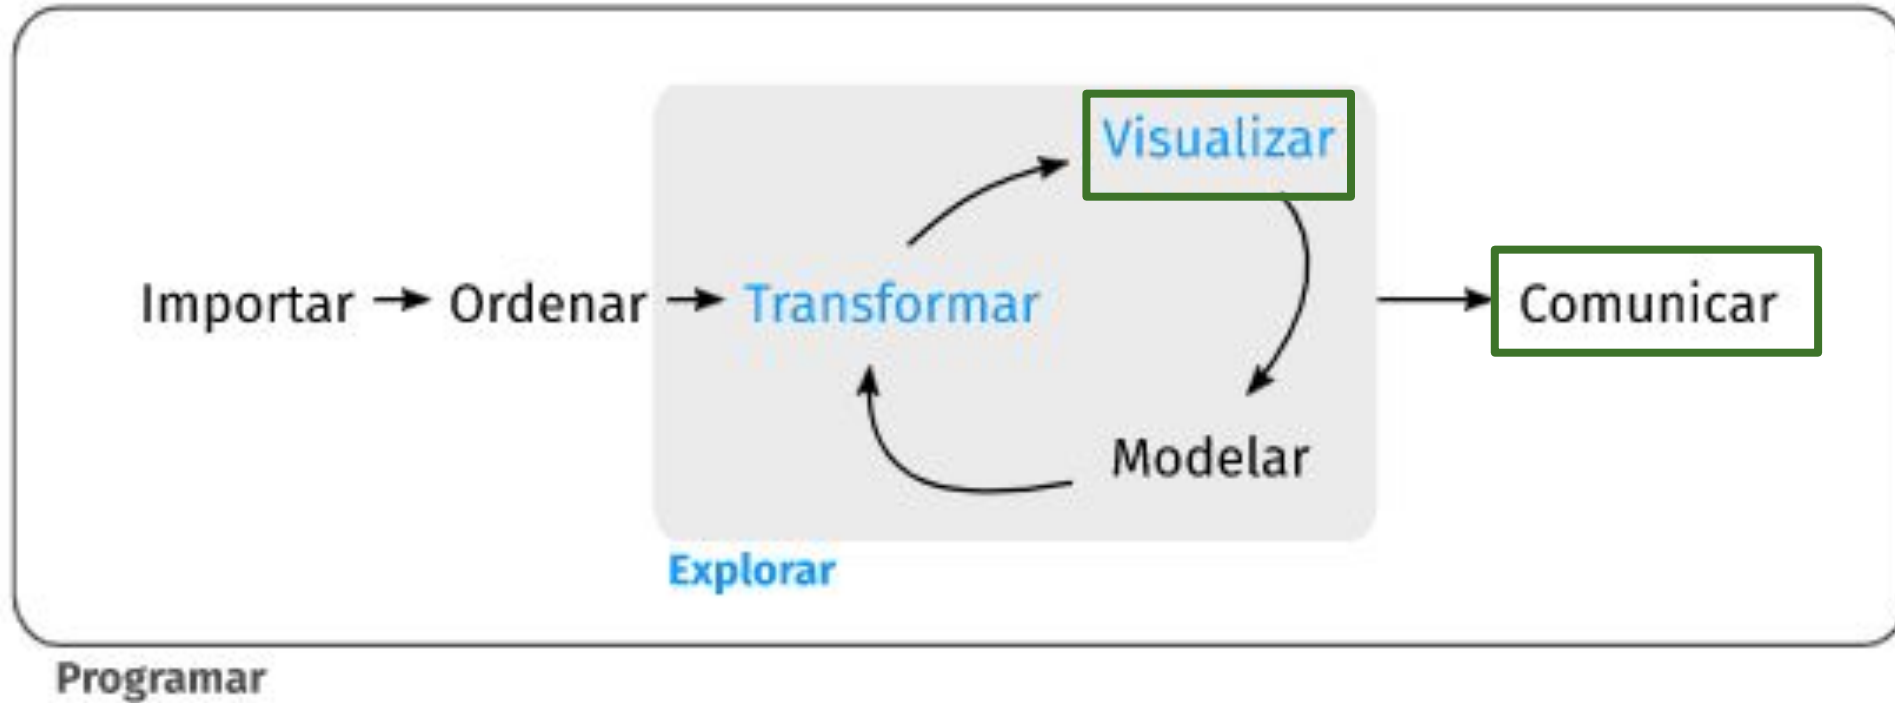 Visualizar
Importar → Ordenar → Transformar → Comunicar
Modelar
Explorar
Programar